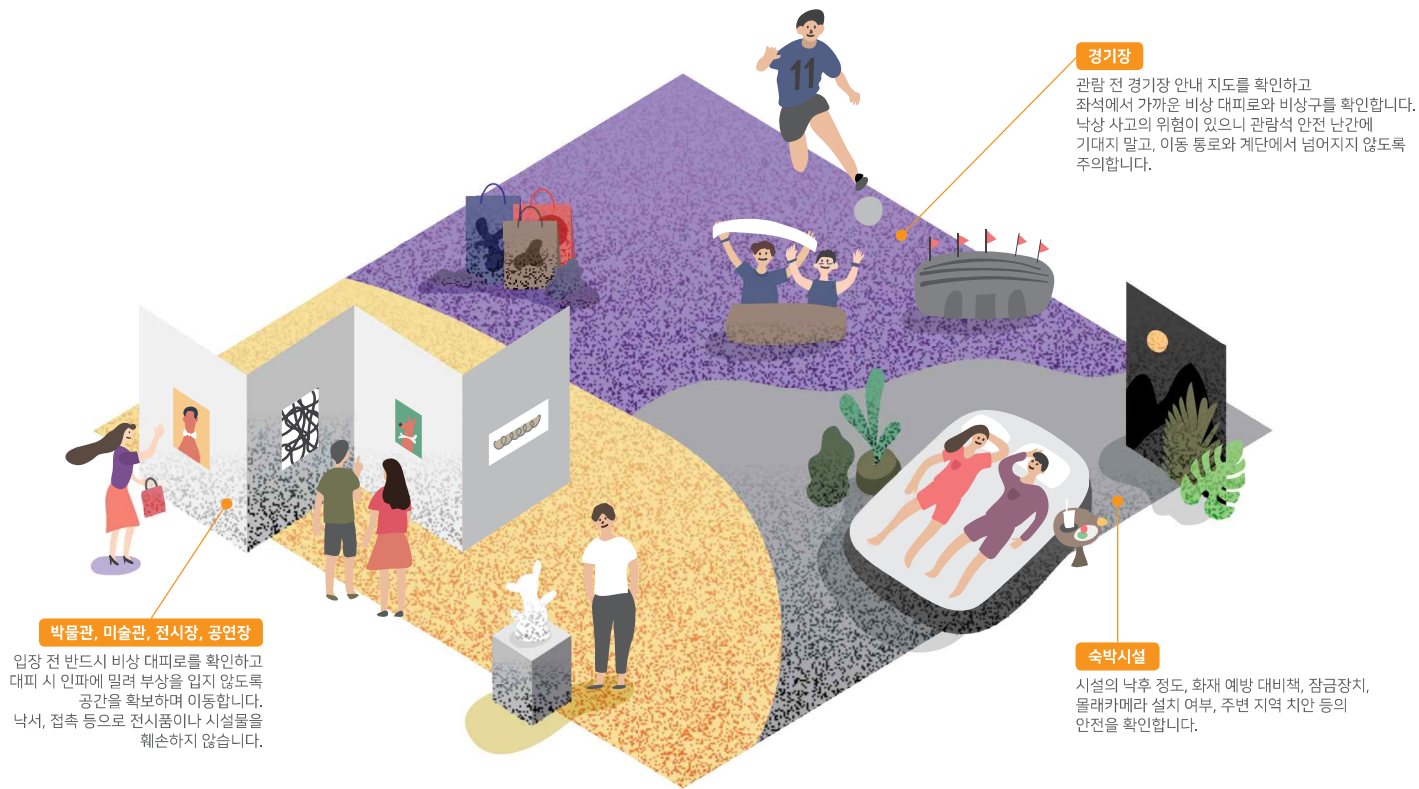 경기장
관람 전 경기장 안내 지도를 확인하고
좌석에서 가까운 비상 대피로와 비상구를 확인합니다.
낙상 사고의 위험이 있으니 관람석 안전 난간에
기대지 말고, 이동 통로와 계단에서 넘어지지 않도록
주의합니다.
11
박물관, 미술관, 전시장, 공연장
입장 전 반드시 비상 대피로를 확인하고
대피 시 인파에 밀려 부상을 입지 않도록
공간을 확보하며 이동합니다.
낙서, 접촉 등으로 전시품이나 시설물을
훼손하지 않습니다.
숙박시설
시설의 낙후 정도, 화재 예방 대비책, 잠금장치,
몰래카메라 설치 여부, 주변 지역 치안 등의
안전을 확인합니다.